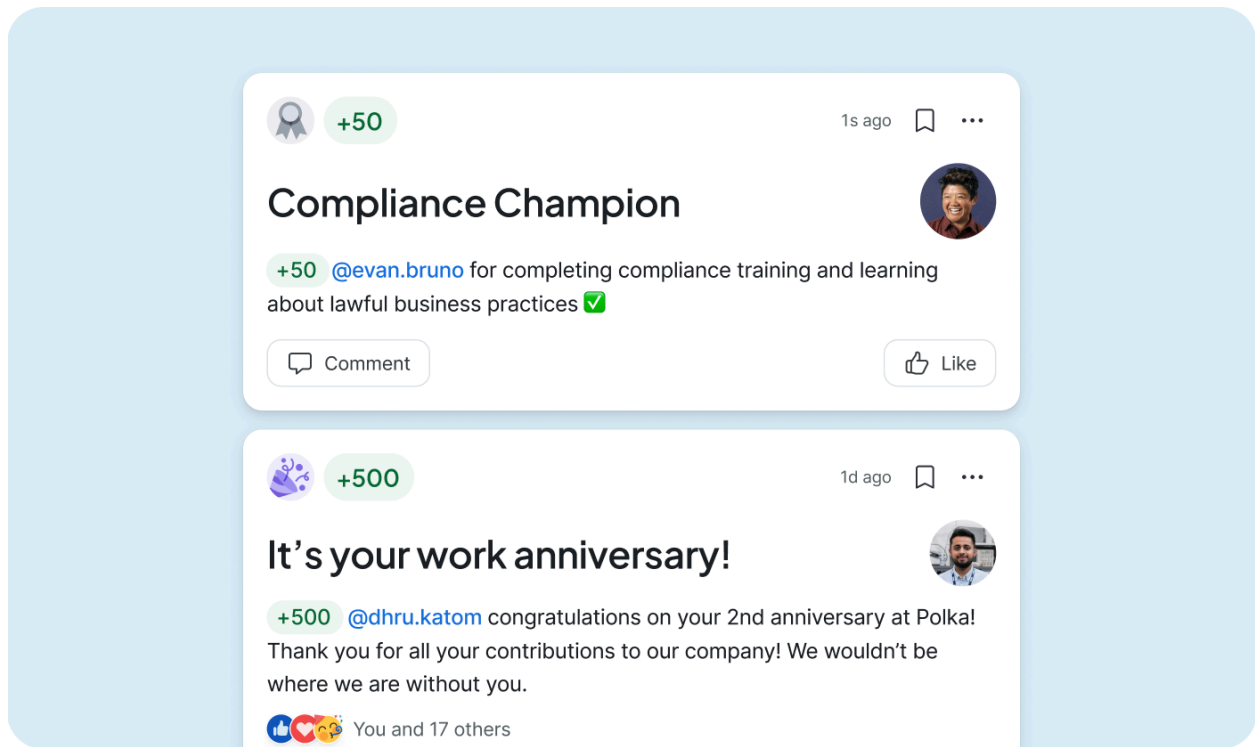 +50
1s ago
Compliance Champion
+50 @evan.bruno for completing compliance training and learning
about lawful business practices ✅
Comment
Like
+500
1d ago
It’s your work anniversary!
+500 @dhru.katom congratulations on your 2nd anniversary at Polka!
Thank you for all your contributions to our company! We wouldn’t be
where we are without you.
You and 17 others